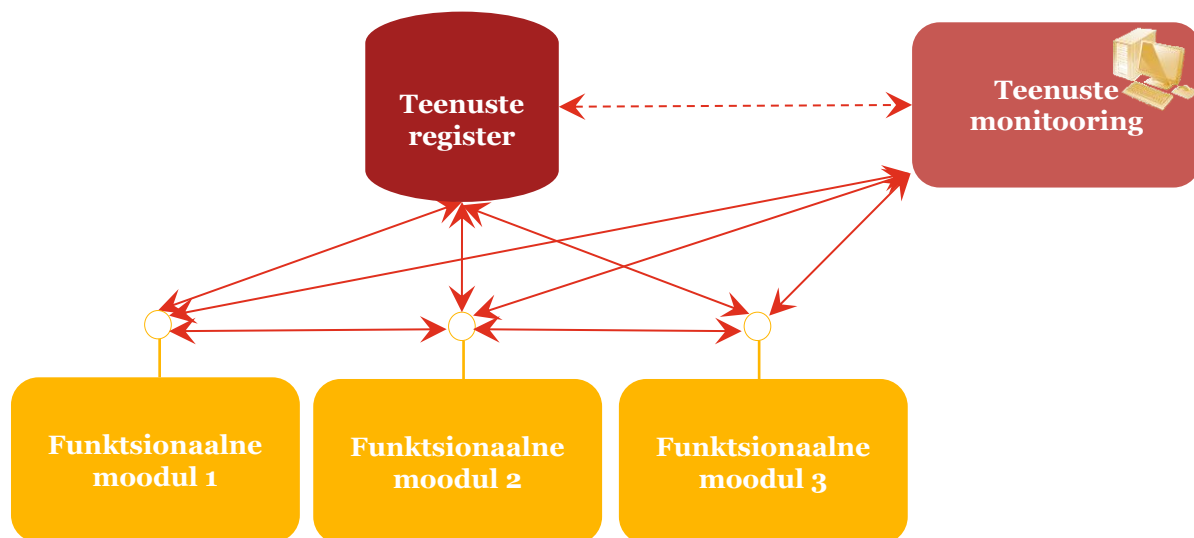 Teenuste
register
Teenuste
monitooring
Funktsionaalne
moodul 1
Funktsionaalne
moodul 2
Funktsionaalne
moodul 3